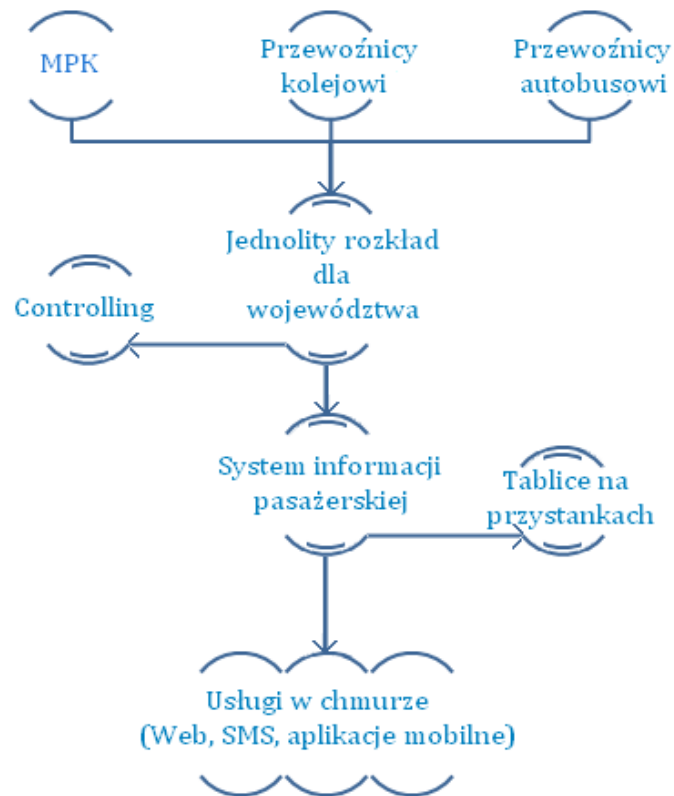 MPK
Przewoźnicy
kolejowi
Przewoźnicy
autobusowi
Jednolity rozkład
dla
województwa
Controlling
System informacji
pasażerskiej
Tablice na
przystankach
Usługi w chmurze
(Web, SMS, aplikacje mobilne)